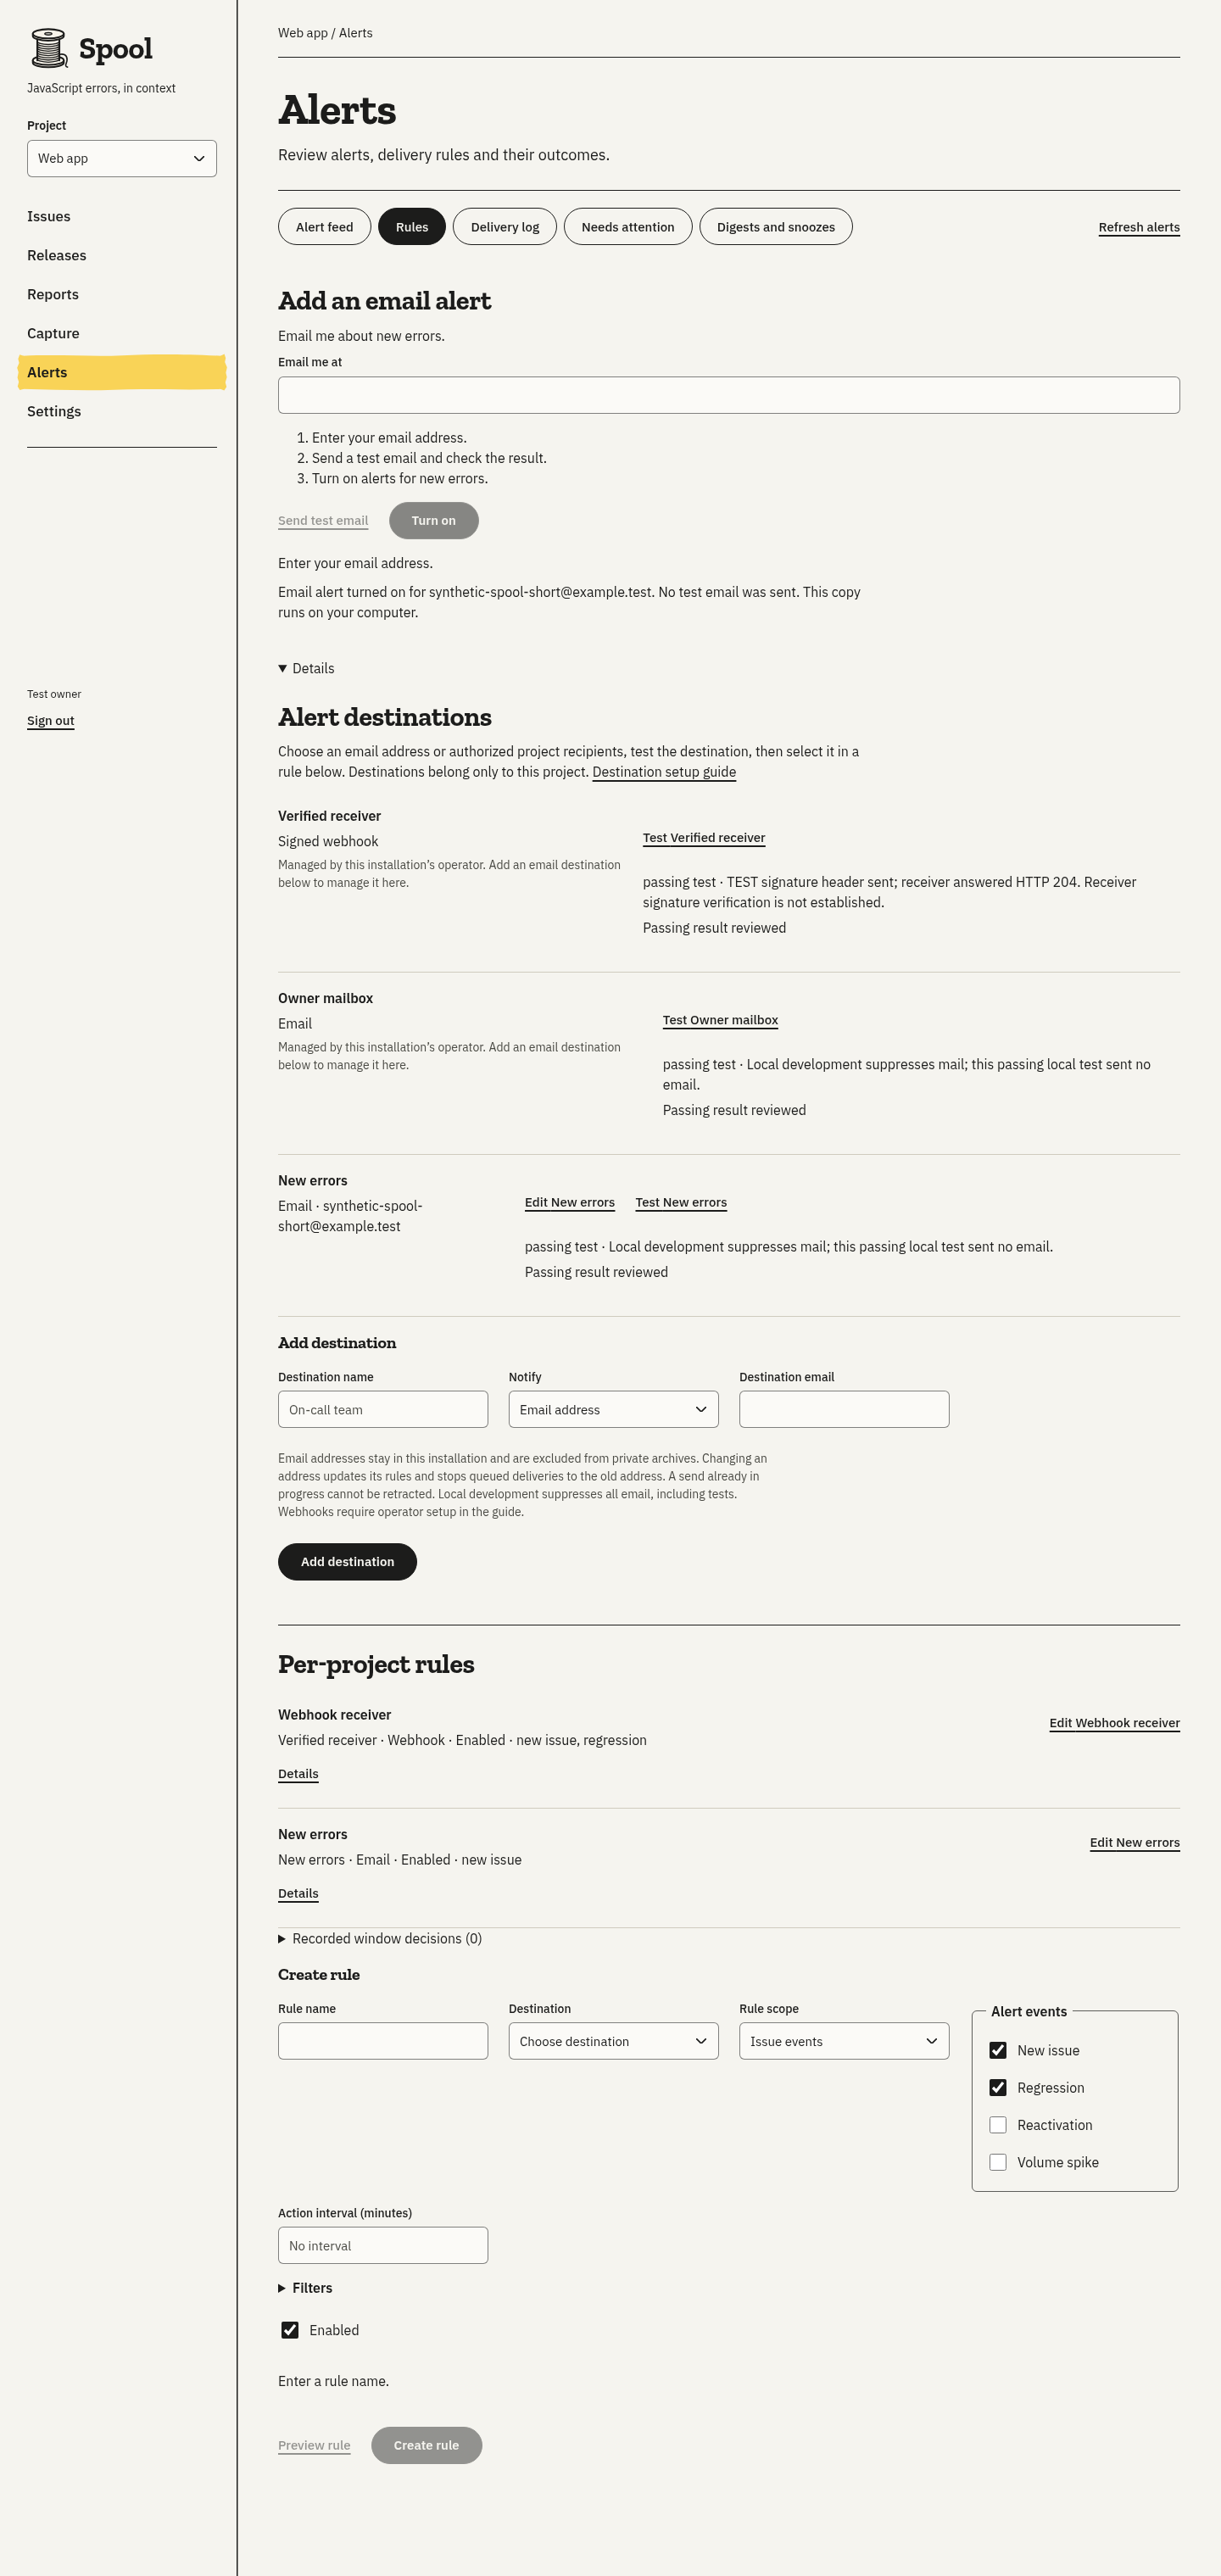 Spool
JavaScript errors, in context
Project
Web app
Issues
Releases
Reports
Capture
Alerts
Settings
Test owner
Sign out
Web app / Alerts
Alerts
Review alerts, delivery rules and their outcomes.
Alert feed
Rules
Delivery log
Needs attention
Digests and snoozes
Refresh alerts
Add an email alert
Email me about new errors.
Email me at
1. Enter your email address.
2. Send a test email and check the result.
3. Turn on alerts for new errors.
Send test email
Turn on
Enter your email address.
Email alert turned on for synthetic-spool-short@example.test. No test email was sent. This copy
runs on your computer.
Details
Alert destinations
Choose an email address or authorized project recipients, test the destination, then select it in a
rule below. Destinations belong only to this project. Destination setup guide
Verified receiver
Signed webhook
Managed by this installation’s operator. Add an email destination
below to manage it here.
Test Verified receiver
passing test · TEST signature header sent; receiver answered HTTP 204. Receiver
signature verification is not established.
Passing result reviewed
Owner mailbox
Email
Managed by this installation’s operator. Add an email destination
below to manage it here.
Test Owner mailbox
passing test · Local development suppresses mail; this passing local test sent no
email.
Passing result reviewed
New errors
Email · synthetic-spool-
short@example.test
Edit New errors
Test New errors
passing test · Local development suppresses mail; this passing local test sent no email.
Passing result reviewed
Add destination
Destination name
On-call team
Notify
Email address
Destination email
Email addresses stay in this installation and are excluded from private archives. Changing an
address updates its rules and stops queued deliveries to the old address. A send already in
progress cannot be retracted. Local development suppresses all email, including tests.
Webhooks require operator setup in the guide.
Add destination
Per-project rules
Webhook receiver
Verified receiver · Webhook · Enabled · new issue, regression
Edit Webhook receiver
Details
New errors
New errors · Email · Enabled · new issue
Edit New errors
Details
Recorded window decisions (0)
Create rule
Rule name
Destination
Choose destination
Rule scope
Issue events
Alert events
New issue
Regression
Reactivation
Volume spike
Action interval (minutes)
No interval
Filters
Enabled
Enter a rule name.
Preview rule
Create rule